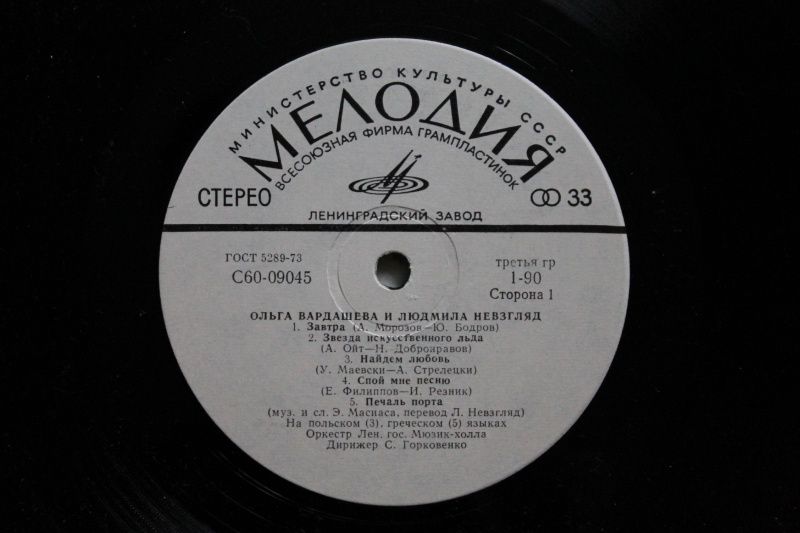 МИНИСТЕРСТВО КУЛЬТУРЫ СССР
МЕЛОДИЯ
ВСЕСОЮЗНАЯ ФИРМА ГРАМПЛАСТИНОК
СТЕРЕО
33
ЛЕНИНГРАДСКИЙ ЗАВОД
ГОСТ 5289-73
третья гр
С60-09045
1-90
Сторона 1
ОЛЬГА ВАРДАШЕВА И ЛЮДМИЛА НЕВЗГЛЯД
1. Завтра (А. Морозов—Ю. Бодров)
2. Звезда искусственного льда
(А. Ойт—Н. Добронравов)
3. Найдем любовь
(У. Маевски—А. Стрелецки)
4. Спой мне песню
(Е. Филиппов—И. Резник)
5. Печаль порта
(муз. и сл. Э. Масиаса, перевод Л. Невзгляд)
На польском (3), греческом (5) языках
Оркестр Лен. гос. Мюзик-холла
Дирижер С. Горковенко